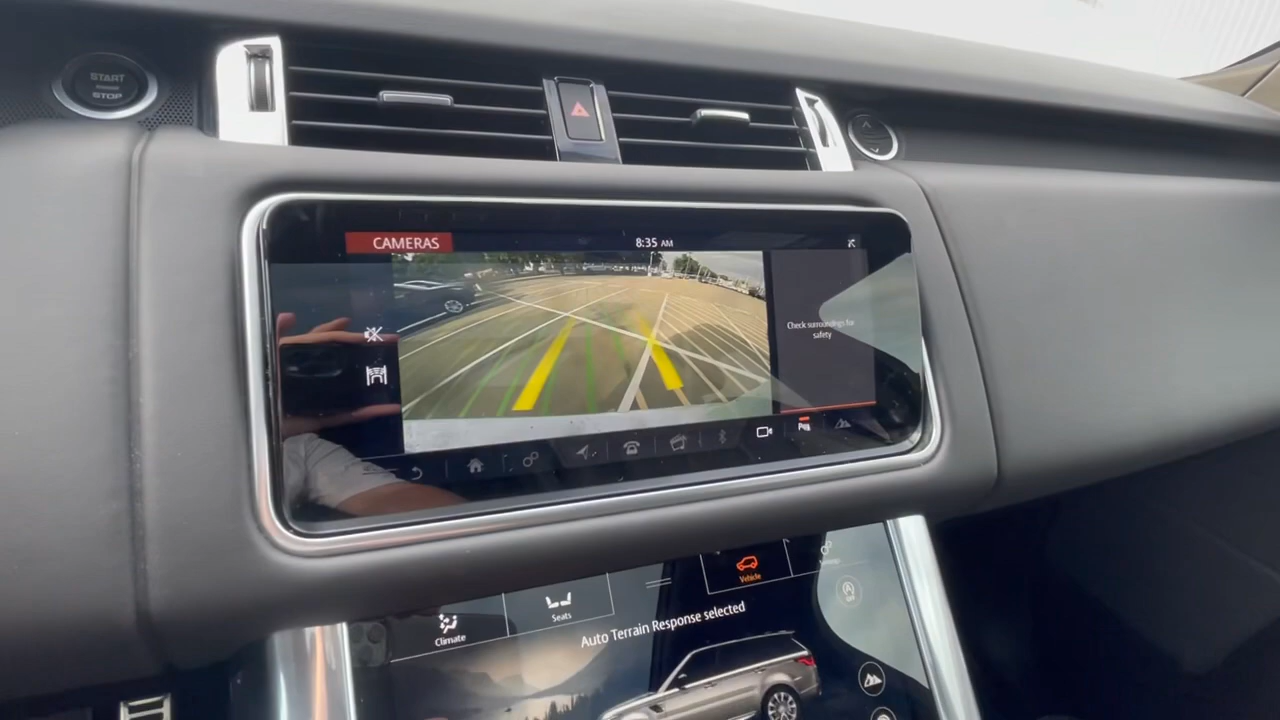 START
STOP
CAMERAS
8:35 AM
Check surroundings for
safety
Vehicle
Seats
Climate
Auto Terrain Response selected